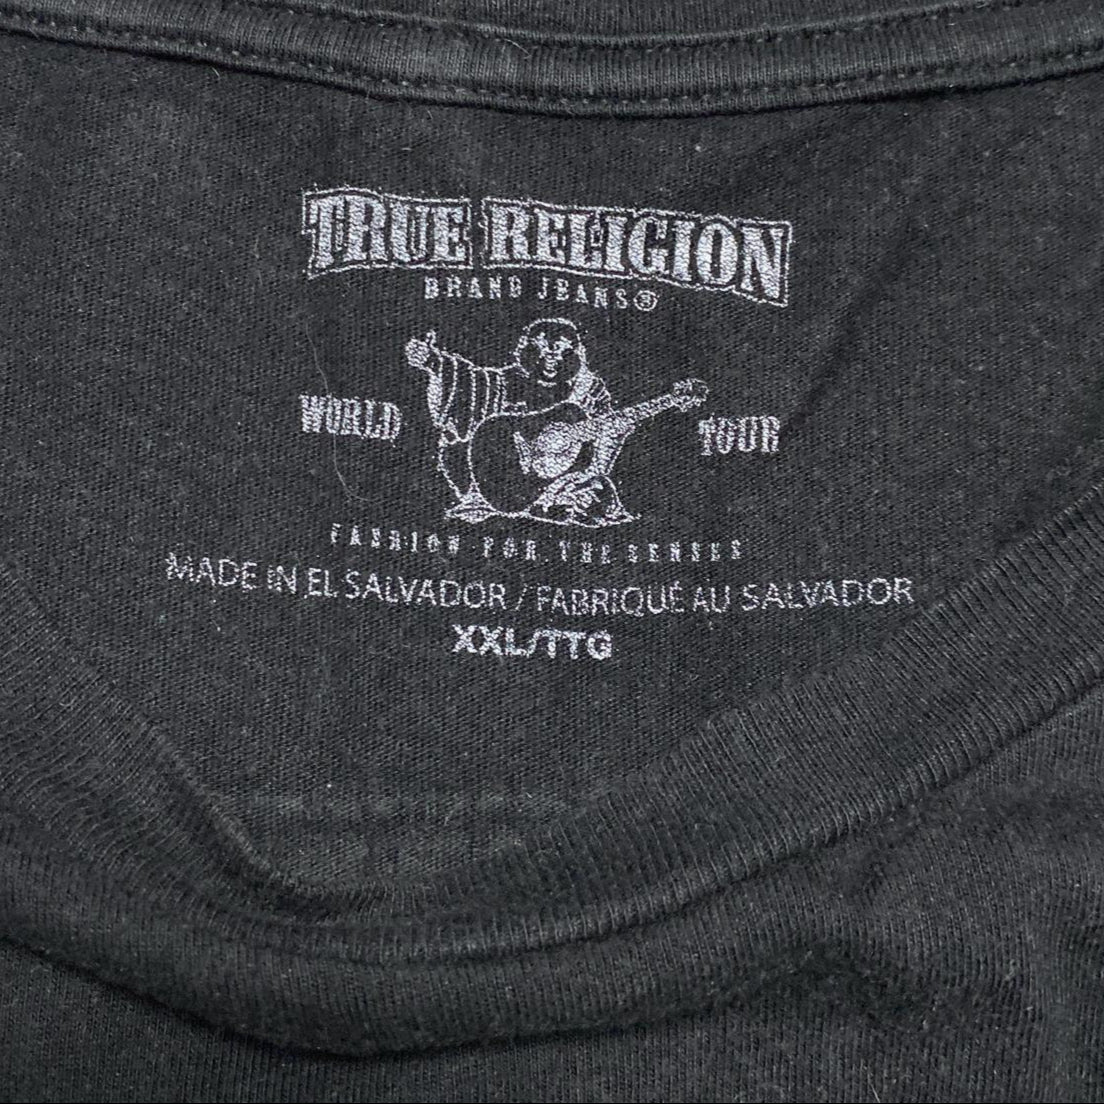 TRUE RELIGION
BRAND JEANS®
WORLD TOUR
FASHION FOR THE SENSES
MADE IN EL SALVADOR / FABRIQUÉ AU SALVADOR
XXL/TTG